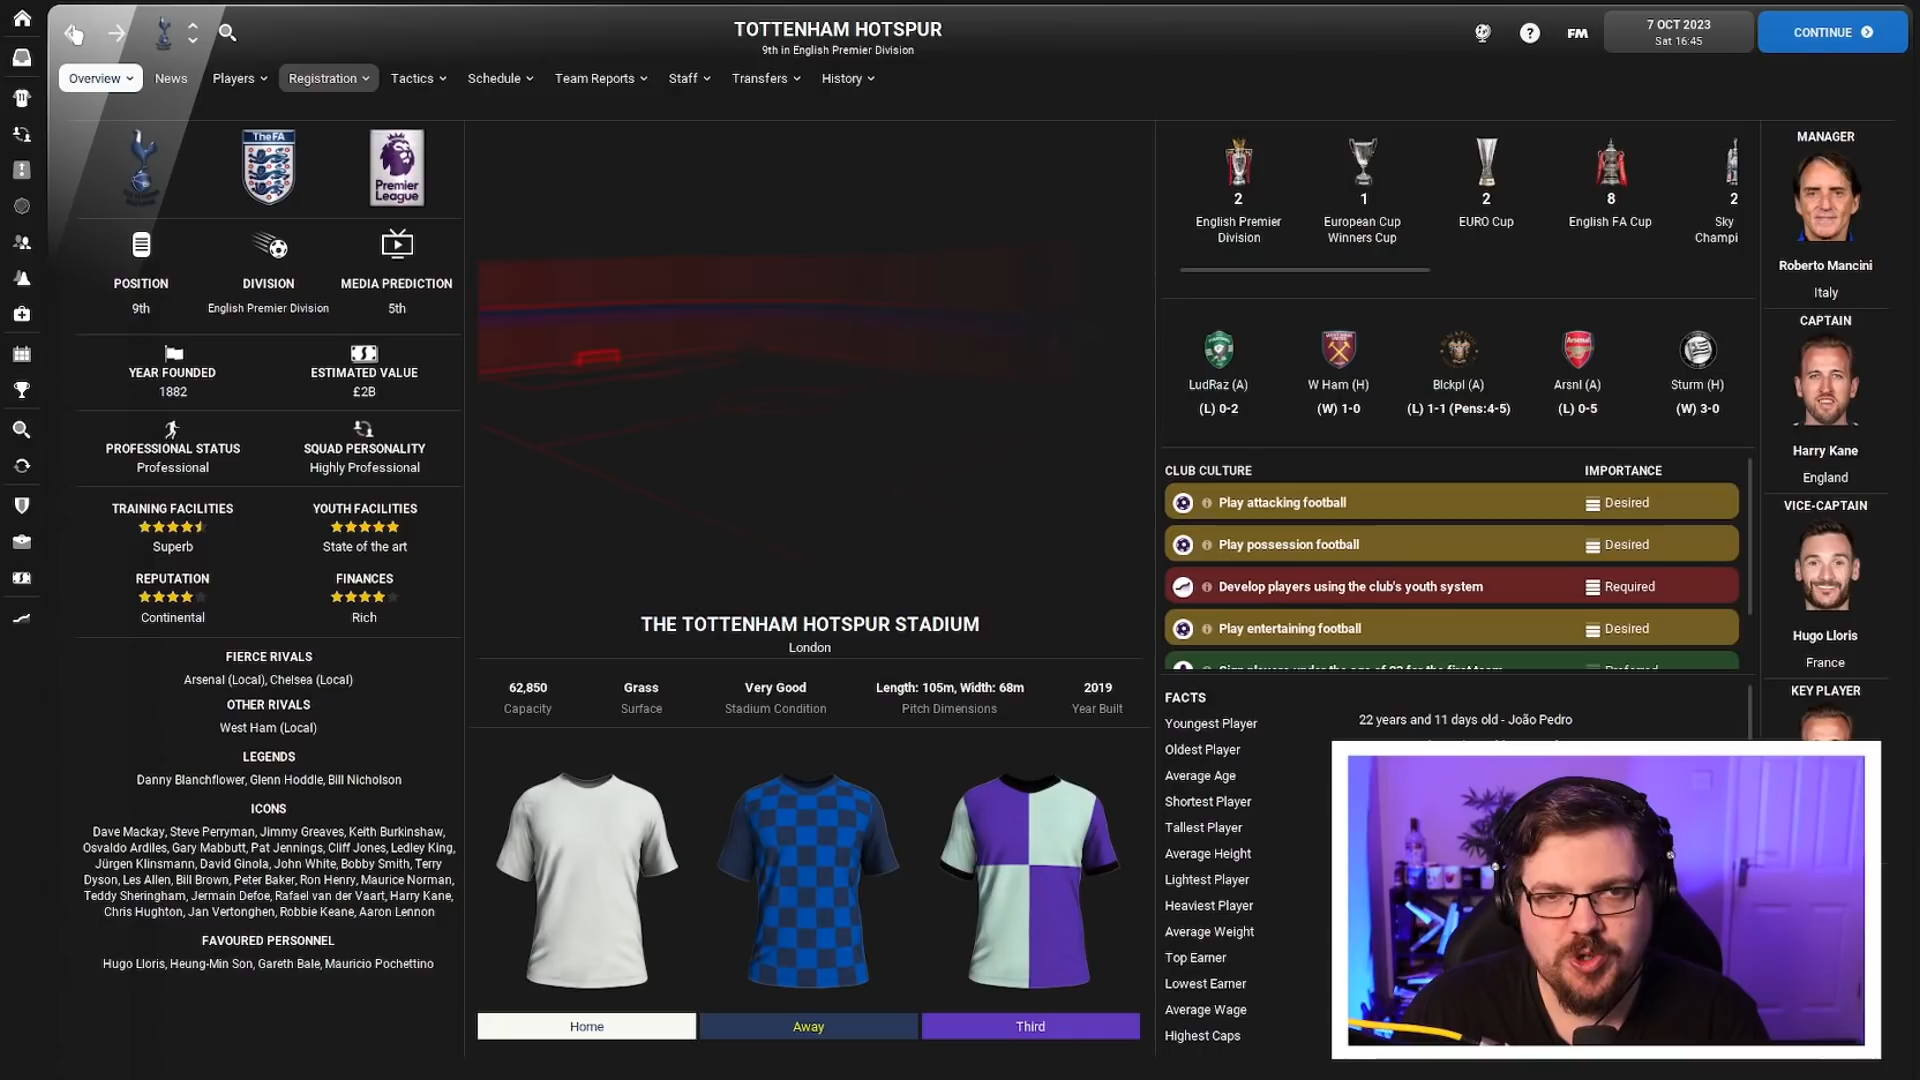 TOTTENHAM HOTSPUR
9th in English Premier Division
FM
7 OCT 2023
Sat 16:45
CONTINUE
Overview
News
Players
Registration
Tactics
Schedule
Team Reports
Staff
Transfers
History
The FA
Premier
League
POSITION
9th
DIVISION
English Premier Division
MEDIA PREDICTION
5th
YEAR FOUNDED
1882
ESTIMATED VALUE
£2B
PROFESSIONAL STATUS
Professional
SQUAD PERSONALITY
Highly Professional
TRAINING FACILITIES
Superb
YOUTH FACILITIES
State of the art
REPUTATION
Continental
FINANCES
Rich
FIERCE RIVALS
Arsenal (Local), Chelsea (Local)
OTHER RIVALS
West Ham (Local)
LEGENDS
Danny Blanchflower, Glenn Hoddle, Bill Nicholson
ICONS
Dave Mackay, Steve Perryman, Jimmy Greaves, Keith Burkinshaw,
Osvaldo Ardiles, Gary Mabbutt, Pat Jennings, Cliff Jones, Ledley King,
Jürgen Klinsmann, David Ginola, John White, Bobby Smith, Terry
Dyson, Les Allen, Bill Brown, Peter Baker, Ron Henry, Maurice Norman,
Teddy Sheringham, Jermain Defoe, Rafael van der Vaart, Harry Kane,
Chris Hughton, Jan Vertonghen, Robbie Keane, Aaron Lennon
FAVOURED PERSONNEL
Hugo Lloris, Heung-Min Son, Gareth Bale, Mauricio Pochettino
THE TOTTENHAM HOTSPUR STADIUM
London
62,850
Capacity
Grass
Surface
Very Good
Stadium Condition
Length: 105m, Width: 68m
Pitch Dimensions
2019
Year Built
Home
Away
Third
2
English Premier
Division
1
European Cup
Winners Cup
2
EURO Cup
8
English FA Cup
2
Sky
Champi
LudRaz (A)
(L) 0-2
W Ham (H)
(W) 1-0
Blckpl (A)
(L) 1-1 (Pens:4-5)
Arsnl (A)
(L) 0-5
Sturm (H)
(W) 3-0
CLUB CULTURE
IMPORTANCE
Play attacking football
Desired
Play possession football
Desired
Develop players using the club's youth system
Required
Play entertaining football
Desired
FACTS
Youngest Player
22 years and 11 days old - João Pedro
Oldest Player
Average Age
Shortest Player
Tallest Player
Average Height
Lightest Player
Heaviest Player
Average Weight
Top Earner
Lowest Earner
Average Wage
Highest Caps
MANAGER
Roberto Mancini
Italy
CAPTAIN
Harry Kane
England
VICE-CAPTAIN
Hugo Lloris
France
KEY PLAYER